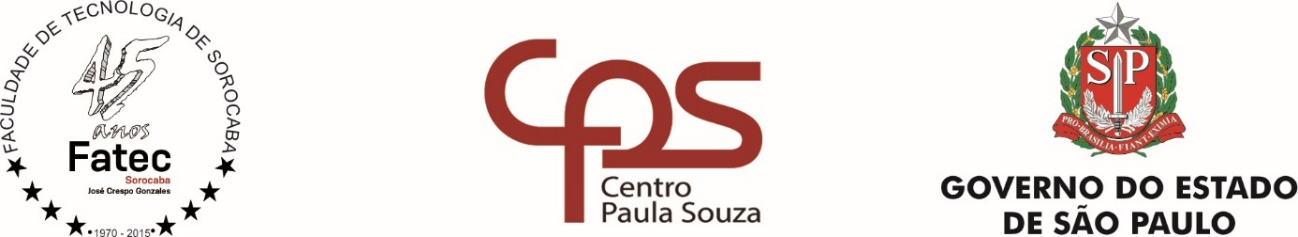 FACULDADE DE TECNOLOGIA DE SOROCABA
45
anos
Fatec
Sorocaba
José Crespo Gonzales
1970 - 2015
CPS
Centro
Paula Souza
SP
PRÓ·BRASILIA·FIANT·EXIMIA
GOVERNO DO ESTADO
DE SÃO PAULO